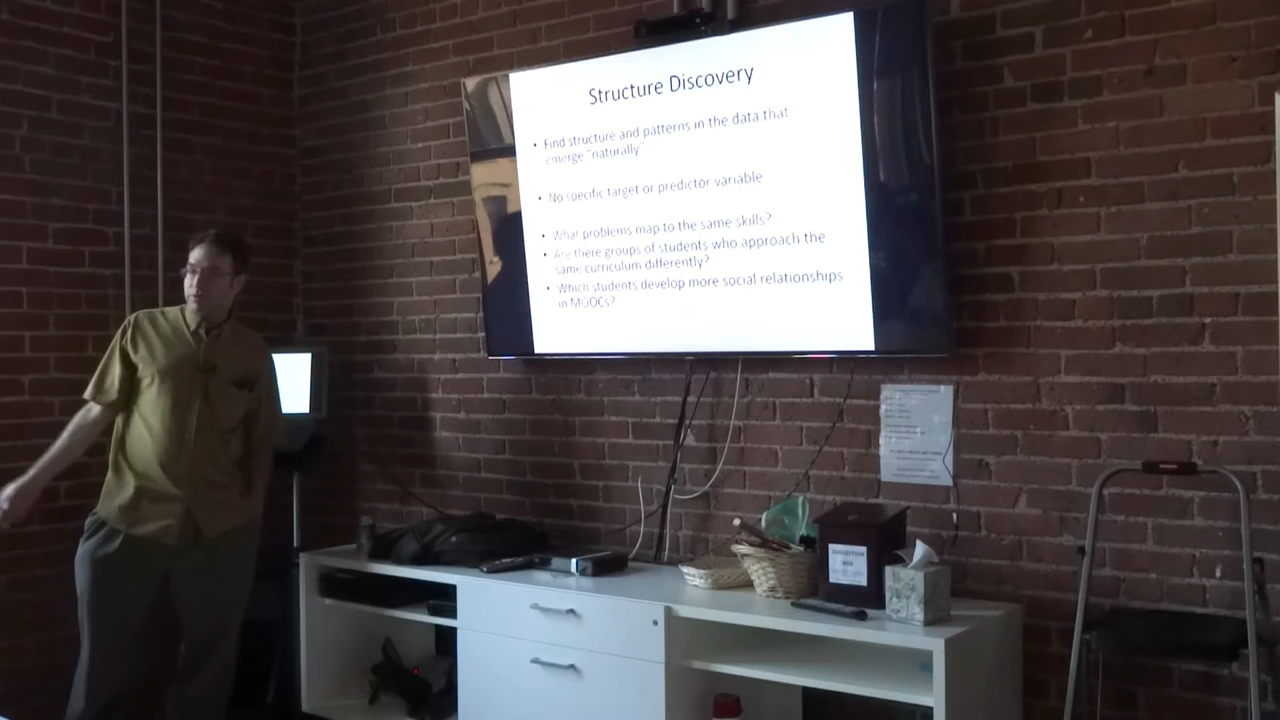 Structure Discovery
• Find structure and patterns in the data that
emerge "naturally"
• No specific target or predictor variable
• What problems map to the same skills?
• Are there groups of students who approach the
same curriculum differently?
• Which students develop more social relationships
in MOOCs?
SUGGESTION
BOX